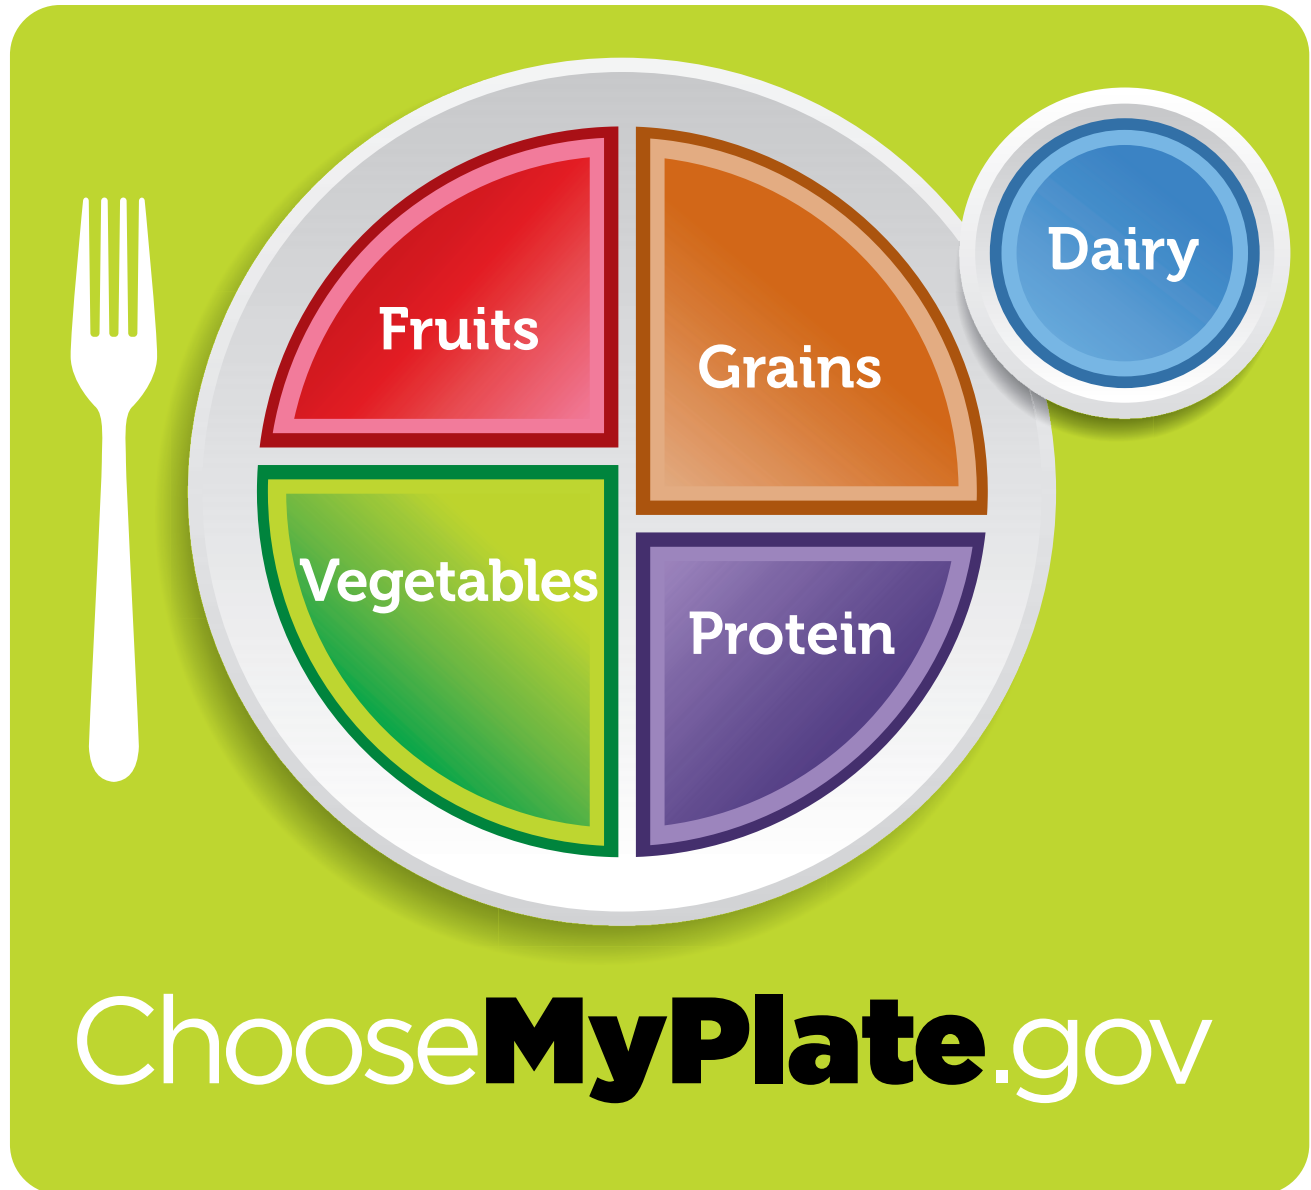 Dairy
Fruits
Grains
Vegetables
Protein
ChooseMyPlate.gov